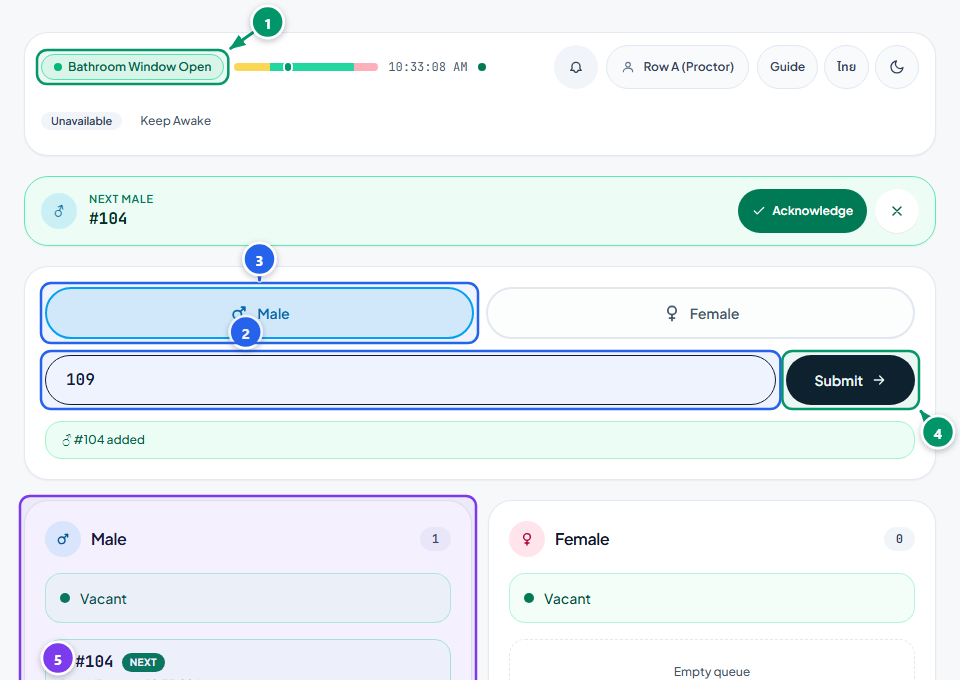 1
Bathroom Window Open
10:33:08 AM
Row A (Proctor)
Guide
ไทย
Unavailable
Keep Awake
NEXT MALE
#104
Acknowledge
3
Male
Female
2
109
Submit
4
#104 added
Male
1
Female
0
Vacant
Vacant
5
#104
NEXT
Empty queue